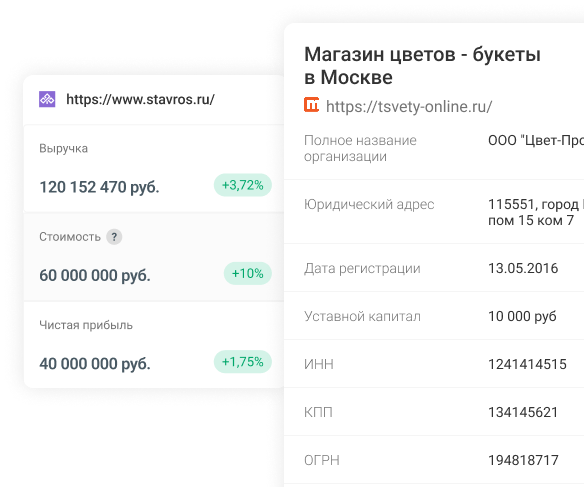 https://www.stavros.ru/
Выручка
120 152 470 руб.
+3,72%
Стоимость ?
60 000 000 руб.
+10%
Чистая прибыль
40 000 000 руб.
+1,75%
Магазин цветов - букеты
в Москве
https://tsvety-online.ru/
Полное название
организации
ООО "Цвет-Про
Юридический адрес
115551, город
пом 15 ком 7
Дата регистрации
13.05.2016
Уставной капитал
10 000 руб
ИНН
1241414515
КПП
134145621
ОГРН
194818717